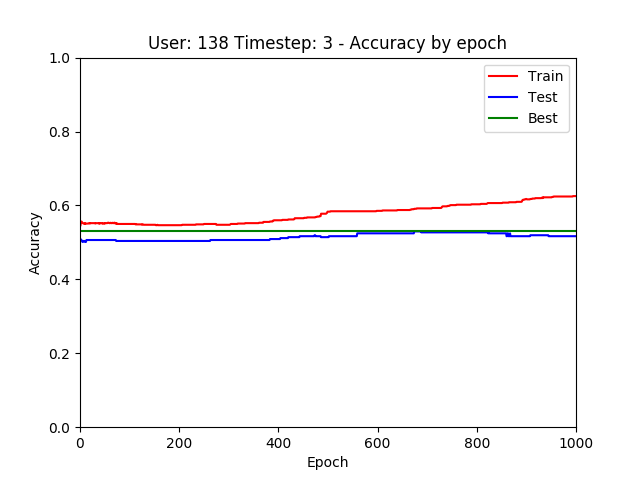 User: 138 Timestep: 3 - Accuracy by epoch
1.0
0.8
0.6
0.4
0.2
0.0
Accuracy
Train
Test
Best
0 200 400 600 800 1000
Epoch